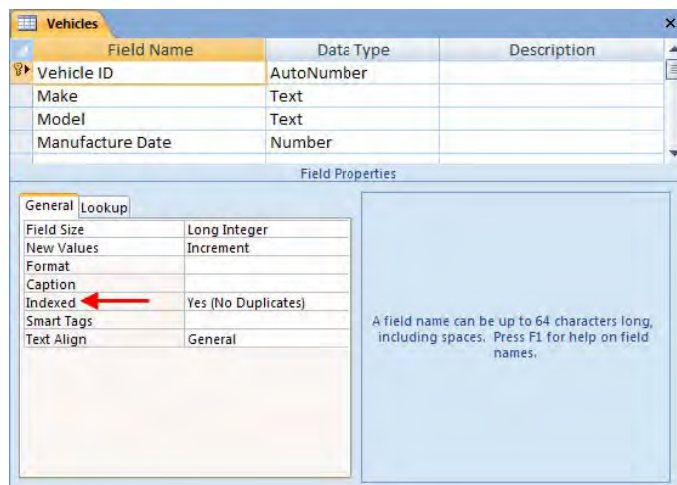 Vehicles
Field Name Data Type Description
Vehicle ID AutoNumber
Make Text
Model Text
Manufacture Date Number
Field Properties
General Lookup
Field Size Long Integer
New Values Increment
Format
Caption
Indexed Yes (No Duplicates)
Smart Tags
Text Align General
A field name can be up to 64 characters long,
including spaces. Press F1 for help on field
names.